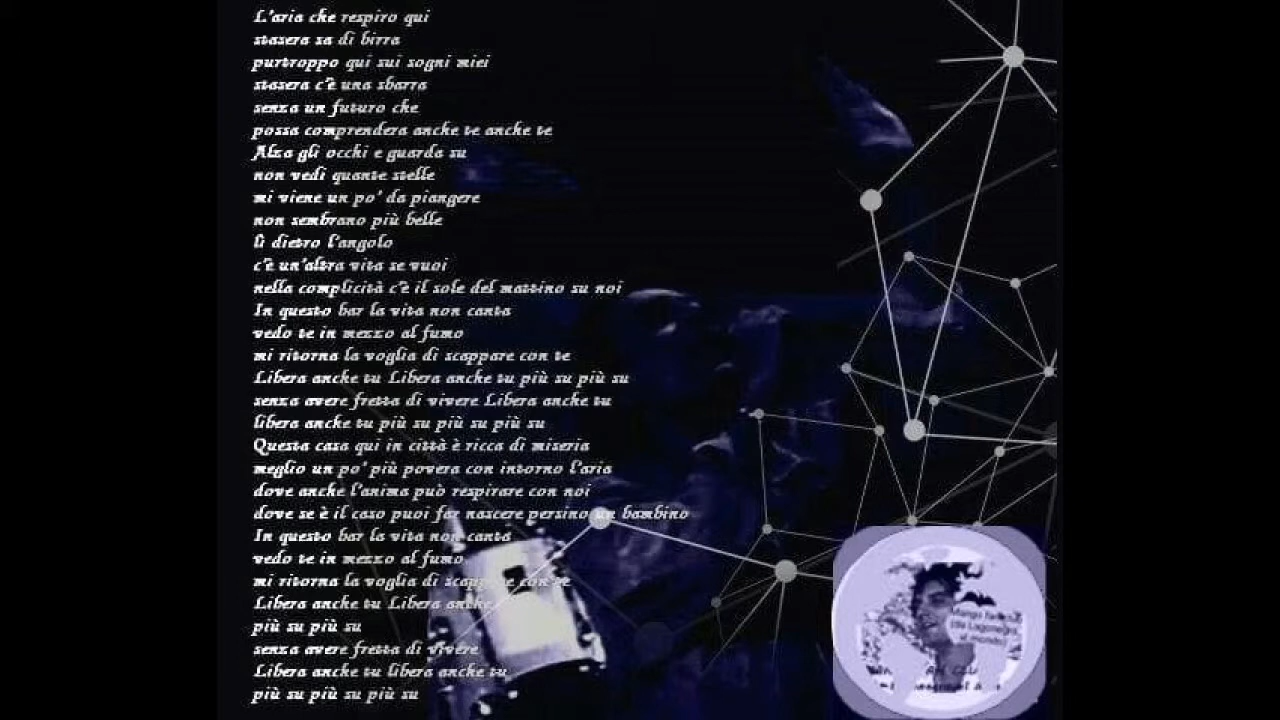 L'aria che respiro qui
stasera sa di birra
purtroppo qui sui sogni miei
stasera c'è una sbarra
senza un futuro che
possa comprendera anche te anche te
Alza gli occhi e guarda su
non vedi quante stelle
mi viene un po' da piangere
non sembrano più belle
lì dietro l'angolo
c'è un'altra vita se vuoi
nella complicità c'è il sole del mattino su noi
In questo bar la vita non canta
vedo te in mezzo al fumo
mi ritorna la voglia di scappare con te
Libera anche tu Libera anche tu più su più su
senza avere fretta di vivere Libera anche tu
libera anche tu più su più su più su
Questa casa qui in città è ricca di miseria
meglio un po' più povera con intorno l'aria
dove anche l'anima può respirare con noi
dove se è il caso puoi far nascere persino un bambino
In questo bar la vita non canta
vedo te in mezzo al fumo
mi ritorna la voglia di scappare con te
Libera anche tu Libera anche
più su più su
senza avere fretta di vivere
Libera anche tu libera anche tu
più su più su più su